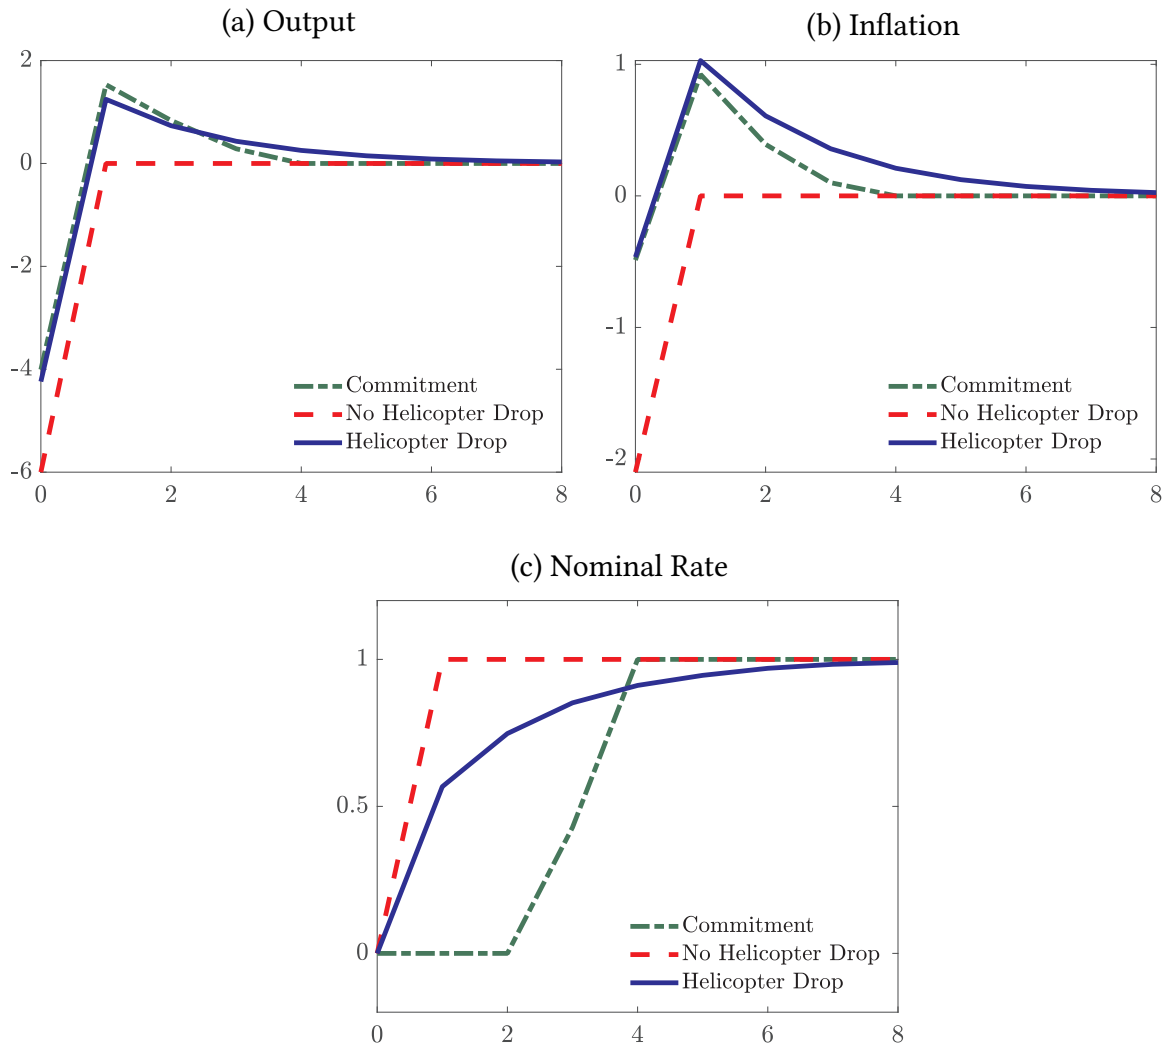 (a) Output
2
0
-2
-4
-6
0 2 4 6 8
Commitment
No Helicopter Drop
Helicopter Drop
(b) Inflation
1
0
-1
-2
0 2 4 6 8
Commitment
No Helicopter Drop
Helicopter Drop
(c) Nominal Rate
1
0.5
0
0 2 4 6 8
Commitment
No Helicopter Drop
Helicopter Drop